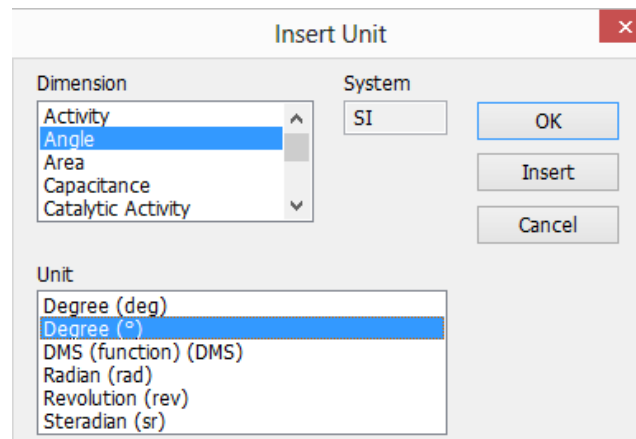 Insert Unit
Dimension
System
Activity
Angle
Area
Capacitance
Catalytic Activity
SI
OK
Insert
Cancel
Unit
Degree (deg)
Degree (°)
DMS (function) (DMS)
Radian (rad)
Revolution (rev)
Steradian (sr)